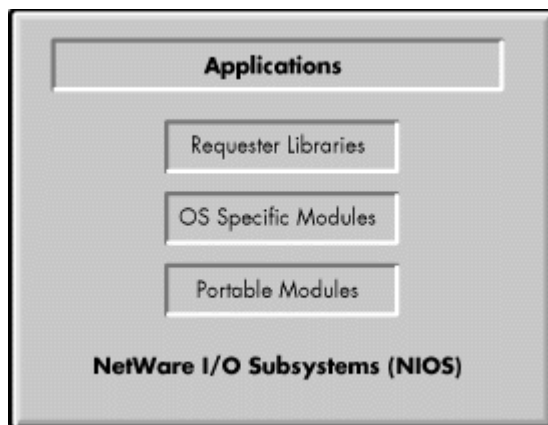 Applications
Requester Libraries
OS Specific Modules
Portable Modules
NetWare I/O Subsystems (NIOS)